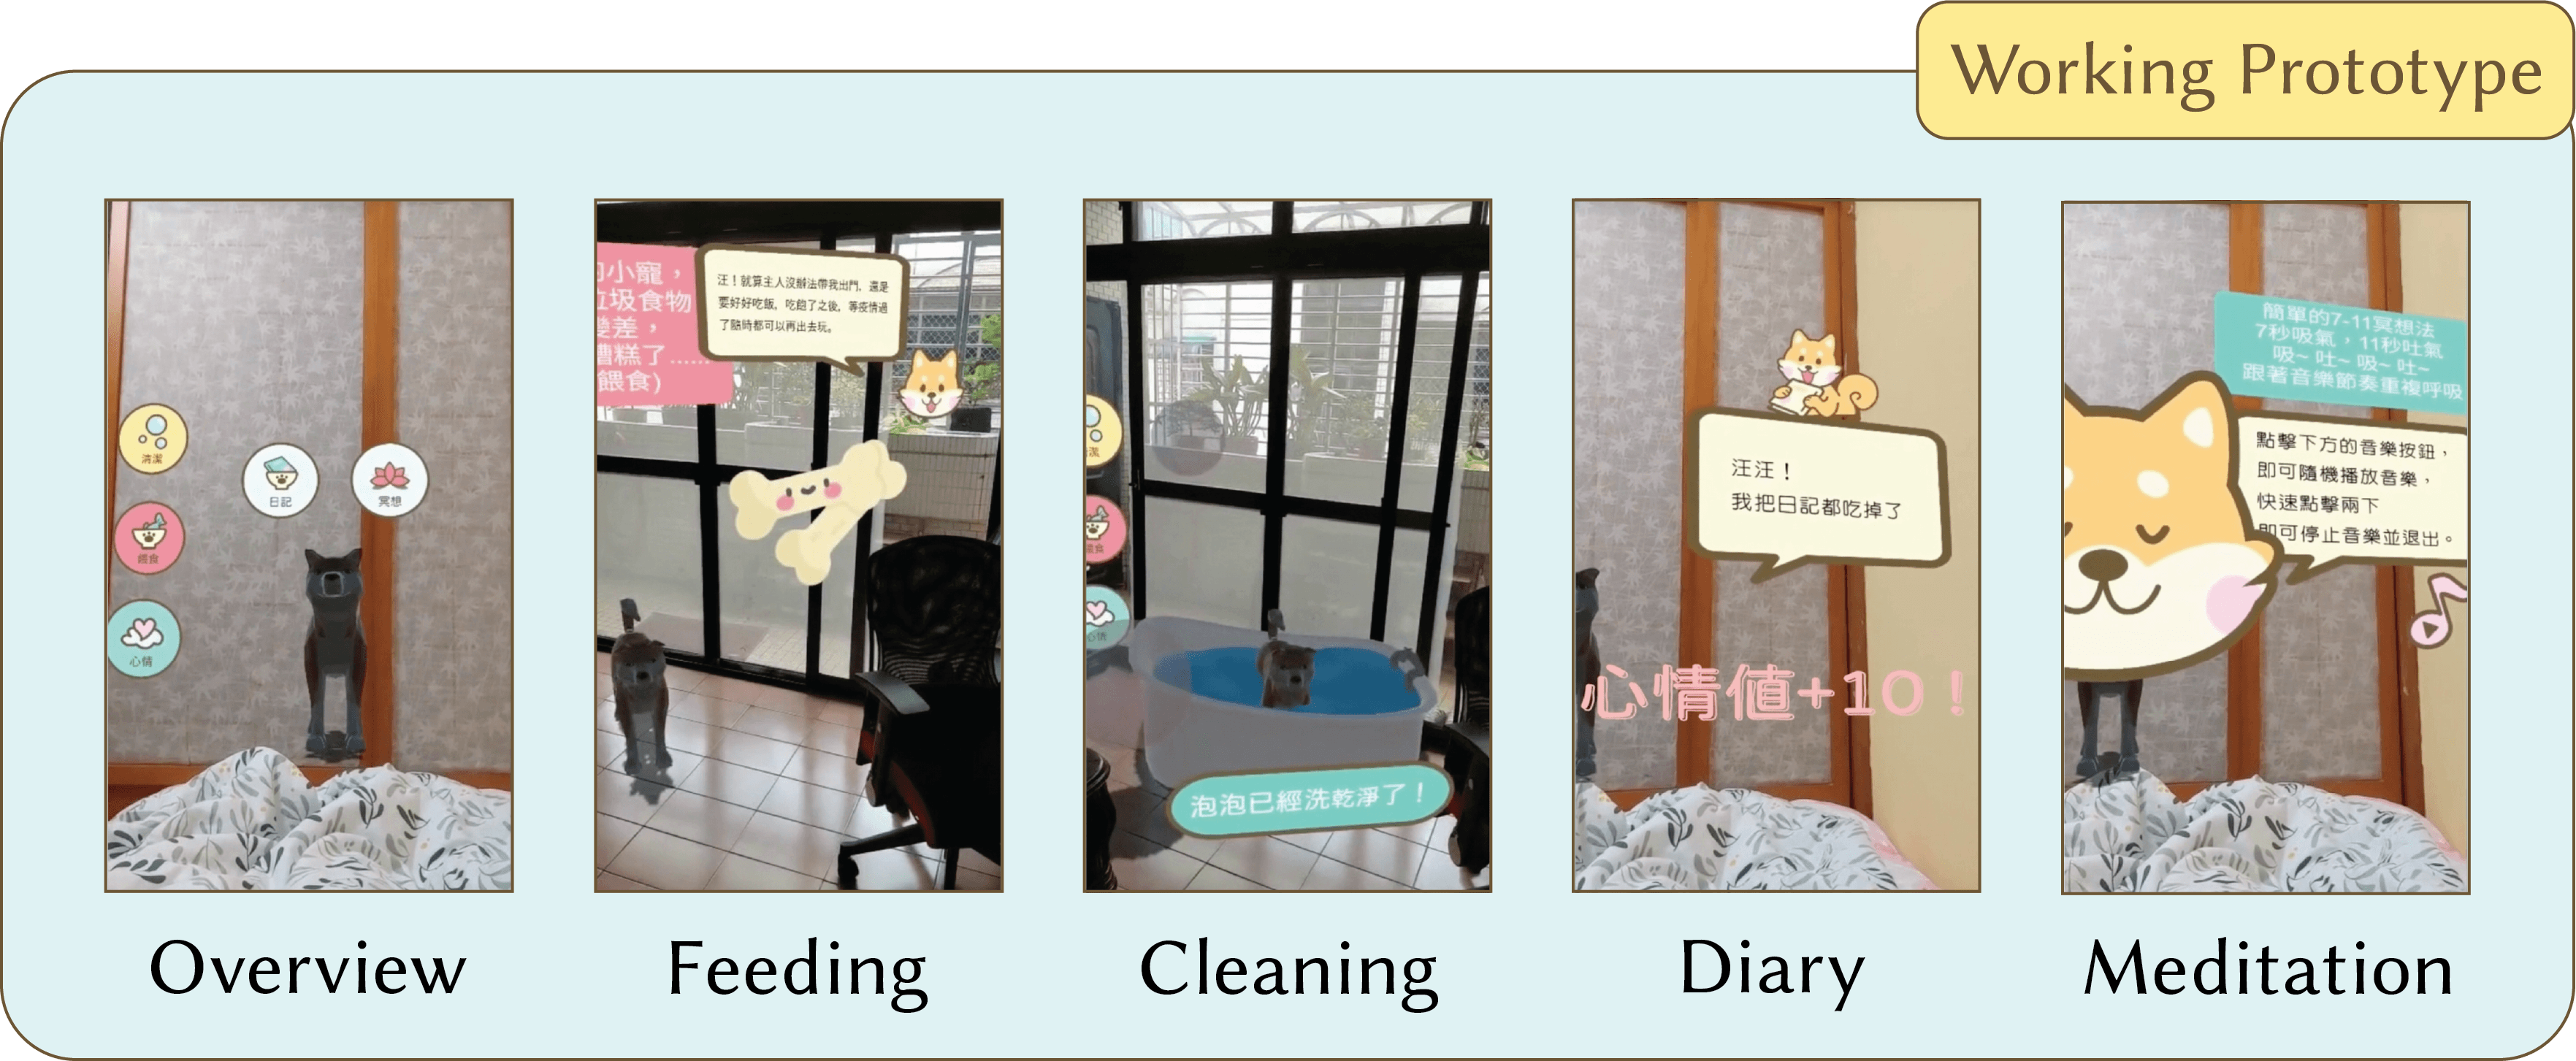 Working Prototype
清潔
餵食
心情
日記
冥想
的小寵，
垃圾食物
變差，
糟糕了……
餵食)
汪！就算主人沒辦法帶我出門，還是
要好好吃飯，吃飽了之後，等疫情過
了隨時都可以再出去玩。
泡泡已經洗乾淨了！
汪汪！
我把日記都吃掉了
心情值+10！
簡單的7-11冥想法
7秒吸氣，11秒吐氣
吸~ 吐~ 吸~ 吐~
跟著音樂節奏重複呼吸
點擊下方的音樂按鈕，
即可隨機播放音樂，
快速點擊兩下
即可停止音樂並退出。
Overview
Feeding
Cleaning
Diary
Meditation